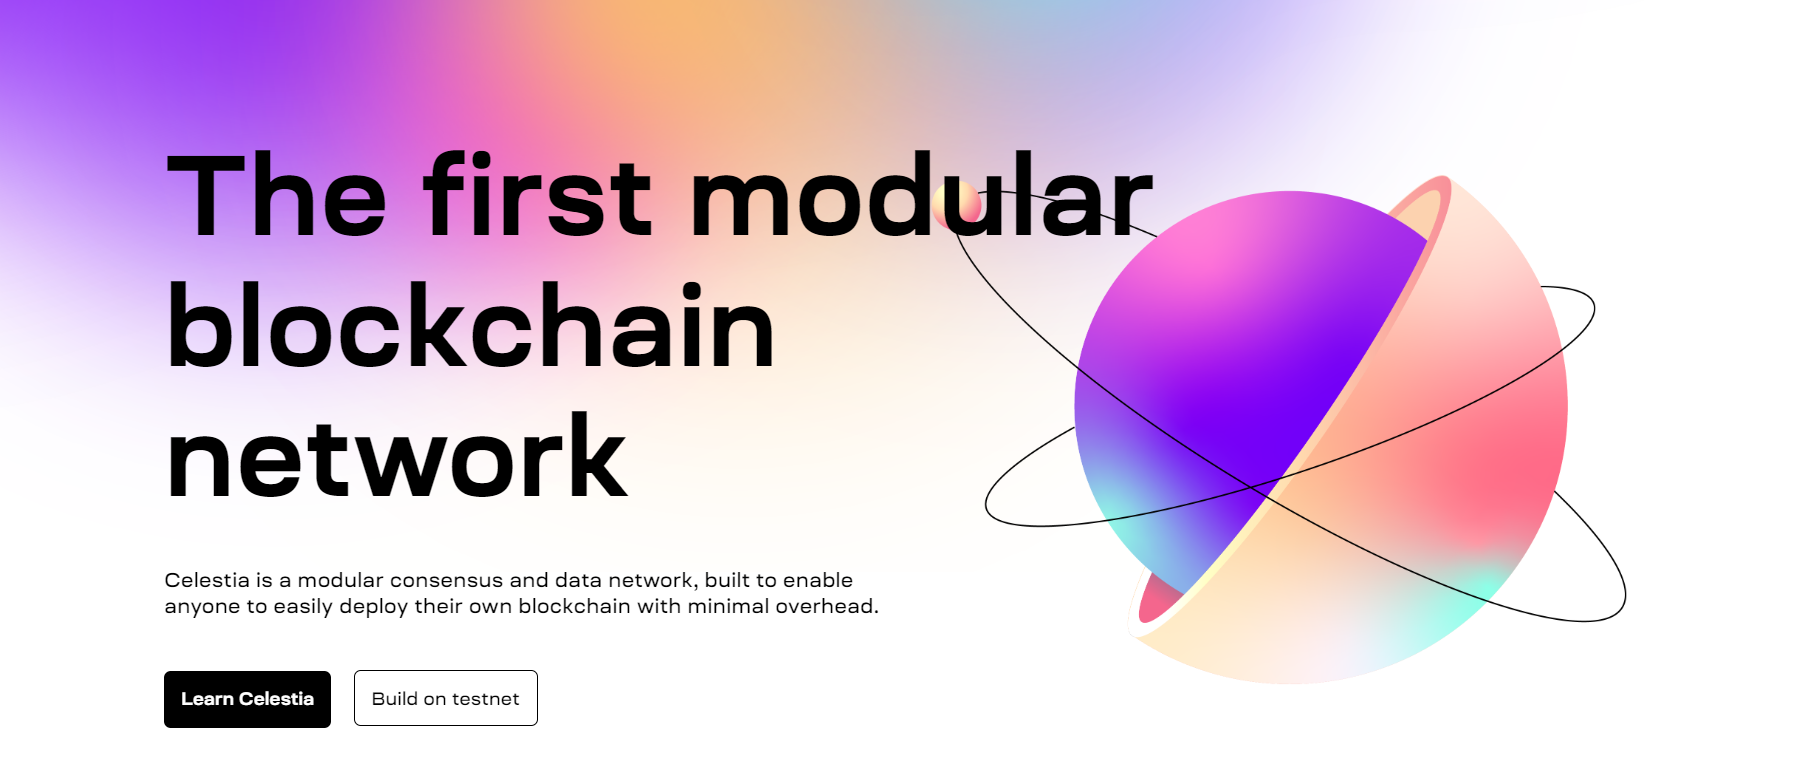 The first modular
blockchain
network
Celestia is a modular consensus and data network, built to enable
anyone to easily deploy their own blockchain with minimal overhead.
Learn Celestia
Build on testnet